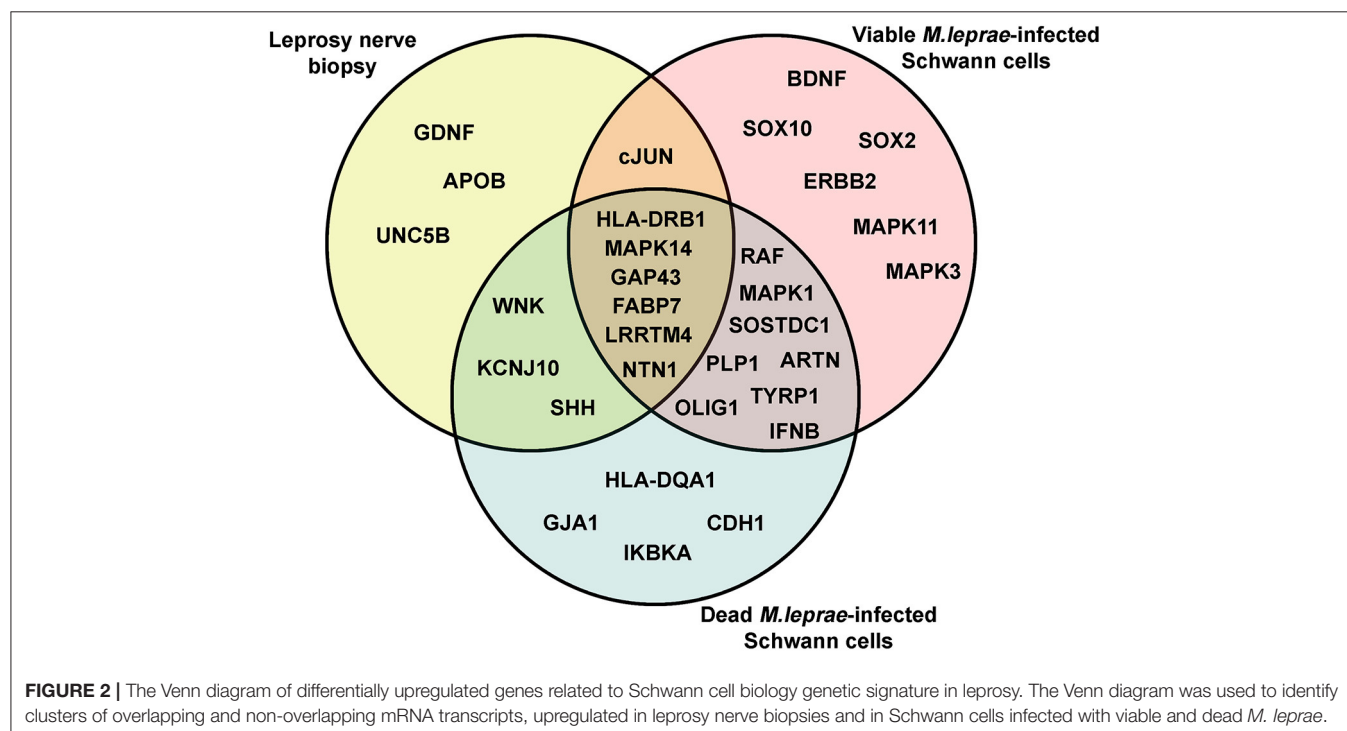 Leprosy nerve
biopsy
Viable M.leprae-infected
Schwann cells
GDNF
APOB
UNC5B
cJUN
BDNF
SOX10
SOX2
ERBB2
MAPK11
MAPK3
HLA-DRB1
MAPK14
GAP43
FABP7
LRRTM4
NTN1
WNK
KCNJ10
SHH
RAF
MAPK1
SOSTDC1
PLP1 ARTN
TYRP1
OLIG1
IFNB
HLA-DQA1
GJA1 CDH1
IKBKA
Dead M.leprae-infected
Schwann cells
FIGURE 2 | The Venn diagram of differentially upregulated genes related to Schwann cell biology genetic signature in leprosy. The Venn diagram was used to identify
clusters of overlapping and non-overlapping mRNA transcripts, upregulated in leprosy nerve biopsies and in Schwann cells infected with viable and dead M. leprae.